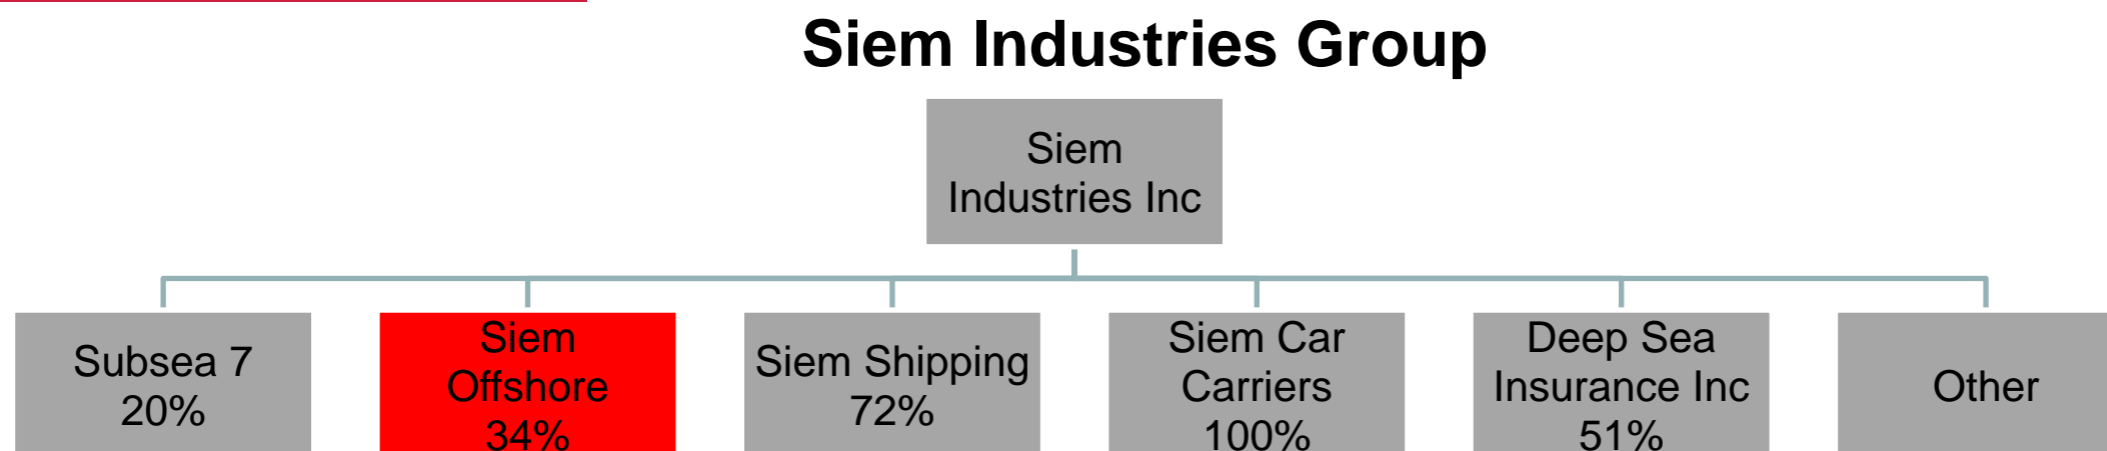 Siem Industries Group
Siem
Industries Inc
Subsea 7
20%
Siem
Offshore
34%
Siem Shipping
72%
Siem Car
Carriers
100%
Deep Sea
Insurance Inc
51%
Other